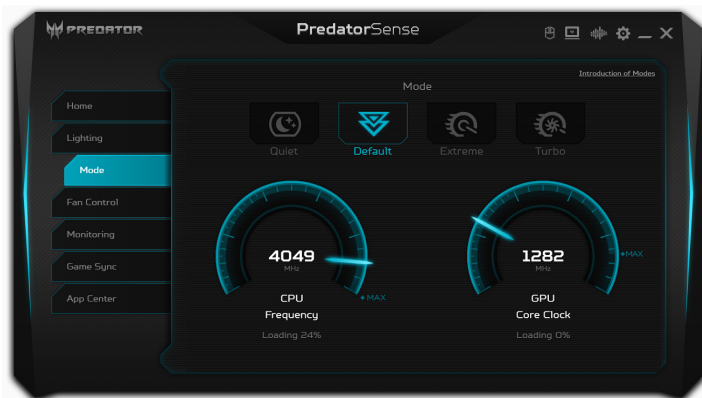 PREDATOR
PredatorSense
Introduction of Modes
Mode
Home
Lighting
Mode
Fan Control
Monitoring
Game Sync
App Center
Quiet
Default
Extreme
Turbo
4049
MHz
MAX
CPU
Frequency
Loading 24%
1282
MHz
MAX
GPU
Core Clock
Loading 0%